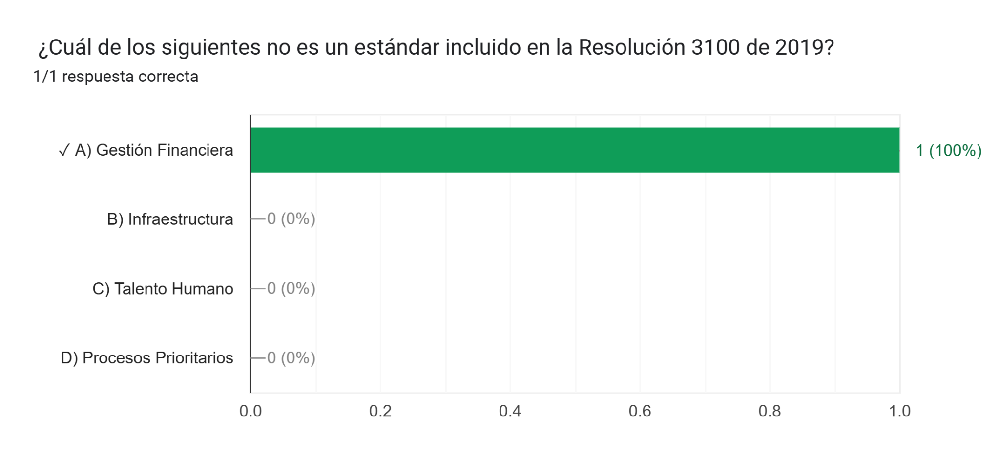 ¿Cuál de los siguientes no es un estándar incluido en la Resolución 3100 de 2019?
1/1 respuesta correcta
✓ A) Gestión Financiera 1 (100%)
B) Infraestructura 0 (0%)
C) Talento Humano 0 (0%)
D) Procesos Prioritarios 0 (0%)
0.0 0.2 0.4 0.6 0.8 1.0